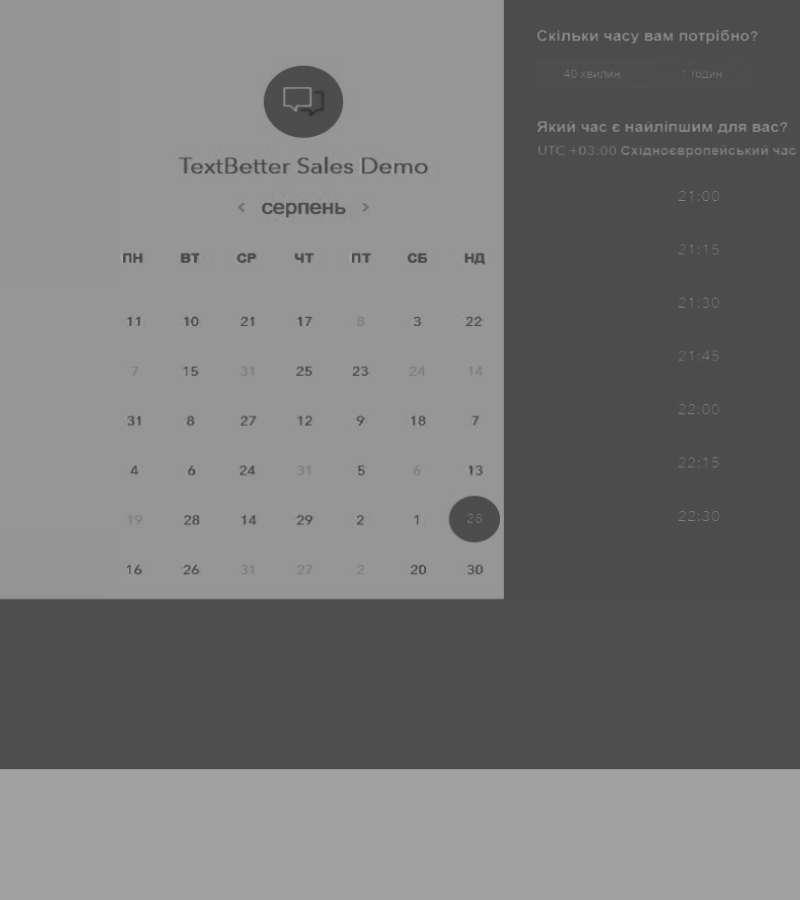 TextBetter Sales Demo
< серпень >
ПН ВТ СР ЧТ ПТ СБ НД
11 10 21 17 8 3 22
7 15 31 25 23 24 14
31 8 27 12 9 18 7
4 6 24 31 5 6 13
19 28 14 29 2 1 28
16 26 31 27 2 20 30
Скільки часу вам потрібно?
40 хвилин 1 годин
Який час є найліпшим для вас?
UTC +03:00 Східноєвропейський час
21:00
21:15
21:30
21:45
22:00
22:15
22:30